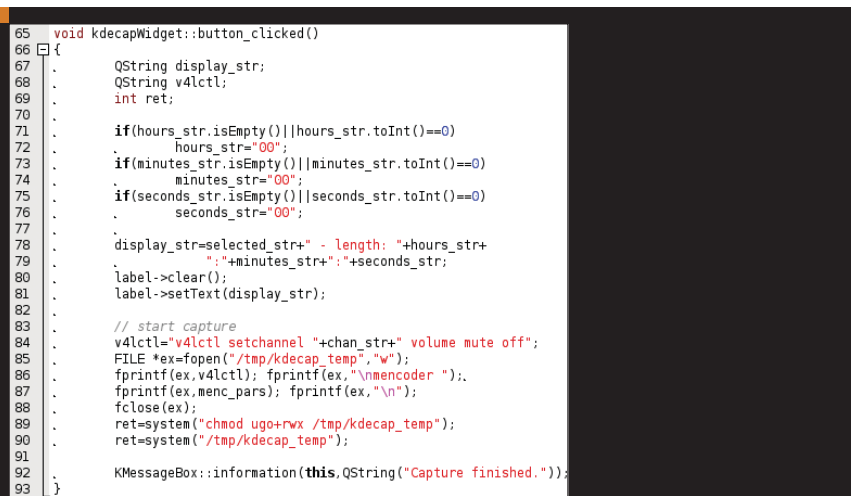 65 void kdecapWidget::button_clicked()
66 {
67 QString display_str;
68 QString v4lctl;
69 int ret;
70
71 if(hours_str.isEmpty()||hours_str.toInt()==0)
72 hours_str="00";
73 if(minutes_str.isEmpty()||minutes_str.toInt()==0)
74 minutes_str="00";
75 if(seconds_str.isEmpty()||seconds_str.toInt()==0)
76 seconds_str="00";
77
78 display_str=selected_str+" - length: "+hours_str+
79 ":"+minutes_str+":"+seconds_str;
80 label->clear();
81 label->setText(display_str);
82
83 // start capture
84 v4lctl="v4lctl setchannel "+chan_str+" volume mute off";
85 FILE *ex=fopen("/tmp/kdecap_temp","w");
86 fprintf(ex,v4lctl); fprintf(ex,"\nmencoder ");
87 fprintf(ex,menc_pars); fprintf(ex,"\n");
88 fclose(ex);
89 ret=system("chmod ugo+rwx /tmp/kdecap_temp");
90 ret=system("/tmp/kdecap_temp");
91
92 KMessageBox::information(this,QString("Capture finished."));
93 }